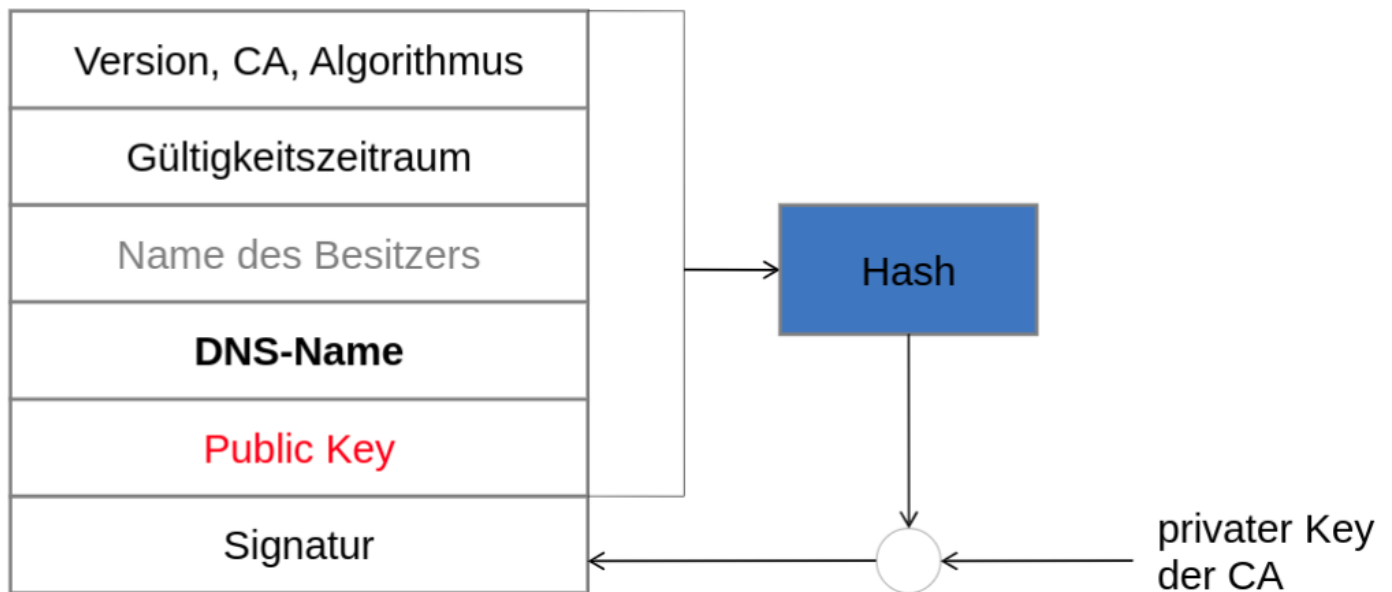 Version, CA, Algorithmus
Gültigkeitszeitraum
Name des Besitzers
DNS-Name
Public Key
Signatur
Hash
privater Key
der CA